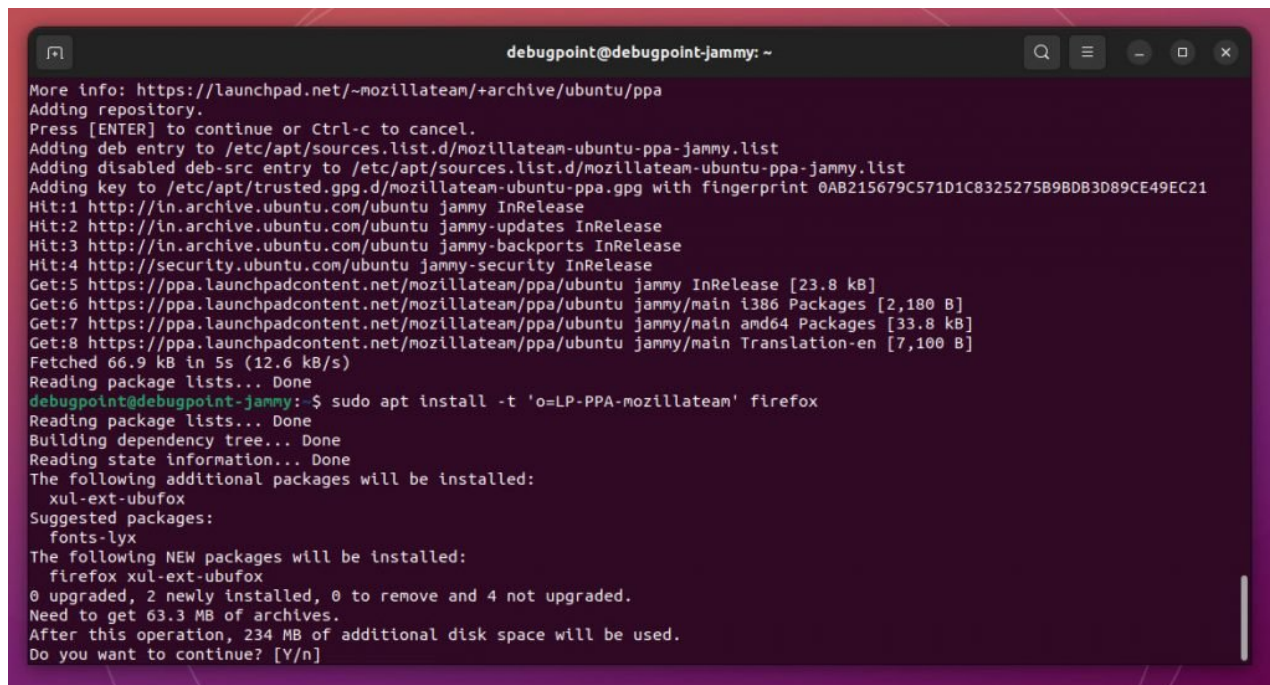 debugpoint@debugpoint-jammy: ~
More info: https://launchpad.net/~mozillateam/+archive/ubuntu/ppa
Adding repository.
Press [ENTER] to continue or Ctrl-c to cancel.
Adding deb entry to /etc/apt/sources.list.d/mozillateam-ubuntu-ppa-jammy.list
Adding disabled deb-src entry to /etc/apt/sources.list.d/mozillateam-ubuntu-ppa-jammy.list
Adding key to /etc/apt/trusted.gpg.d/mozillateam-ubuntu-ppa.gpg with fingerprint 0AB215679C571D1C8325275B9BDB3D89CE49EC21
Hit:1 http://in.archive.ubuntu.com/ubuntu jammy InRelease
Hit:2 http://in.archive.ubuntu.com/ubuntu jammy-updates InRelease
Hit:3 http://in.archive.ubuntu.com/ubuntu jammy-backports InRelease
Hit:4 http://security.ubuntu.com/ubuntu jammy-security InRelease
Get:5 https://ppa.launchpadcontent.net/mozillateam/ppa/ubuntu jammy InRelease [23.8 kB]
Get:6 https://ppa.launchpadcontent.net/mozillateam/ppa/ubuntu jammy/main i386 Packages [2,180 B]
Get:7 https://ppa.launchpadcontent.net/mozillateam/ppa/ubuntu jammy/main amd64 Packages [33.8 kB]
Get:8 https://ppa.launchpadcontent.net/mozillateam/ppa/ubuntu jammy/main Translation-en [7,100 B]
Fetched 66.9 kB in 5s (12.6 kB/s)
Reading package lists... Done
debugpoint@debugpoint-jammy:~$ sudo apt install -t 'o=LP-PPA-mozillateam' firefox
Reading package lists... Done
Building dependency tree... Done
Reading state information... Done
The following additional packages will be installed:
  xul-ext-ubufox
Suggested packages:
  fonts-lyx
The following NEW packages will be installed:
  firefox xul-ext-ubufox
0 upgraded, 2 newly installed, 0 to remove and 4 not upgraded.
Need to get 63.3 MB of archives.
After this operation, 234 MB of additional disk space will be used.
Do you want to continue? [Y/n]